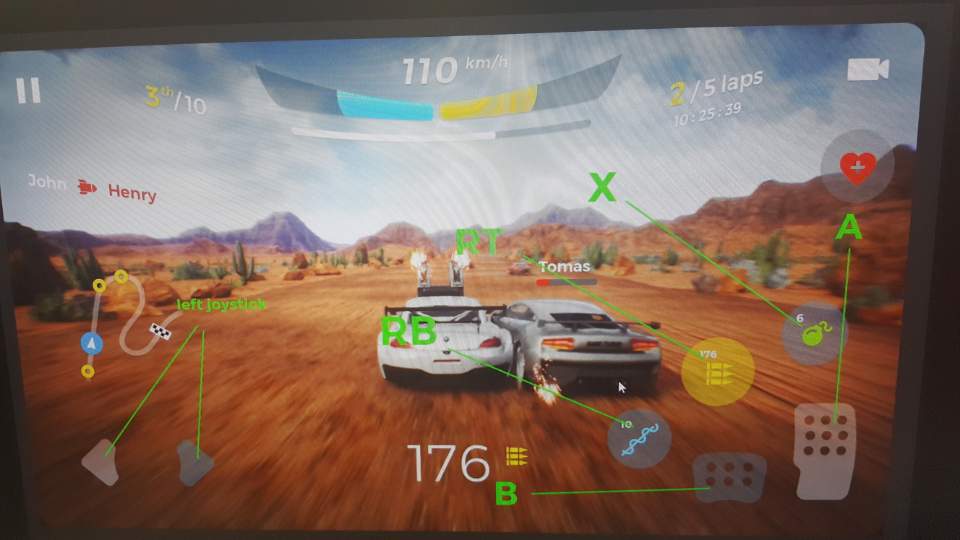 110 km/h
3th/10
2/5 laps
10:25:39
John Henry
X
A
RT
Tomas
left joystick
RB
6
176
10
176
B